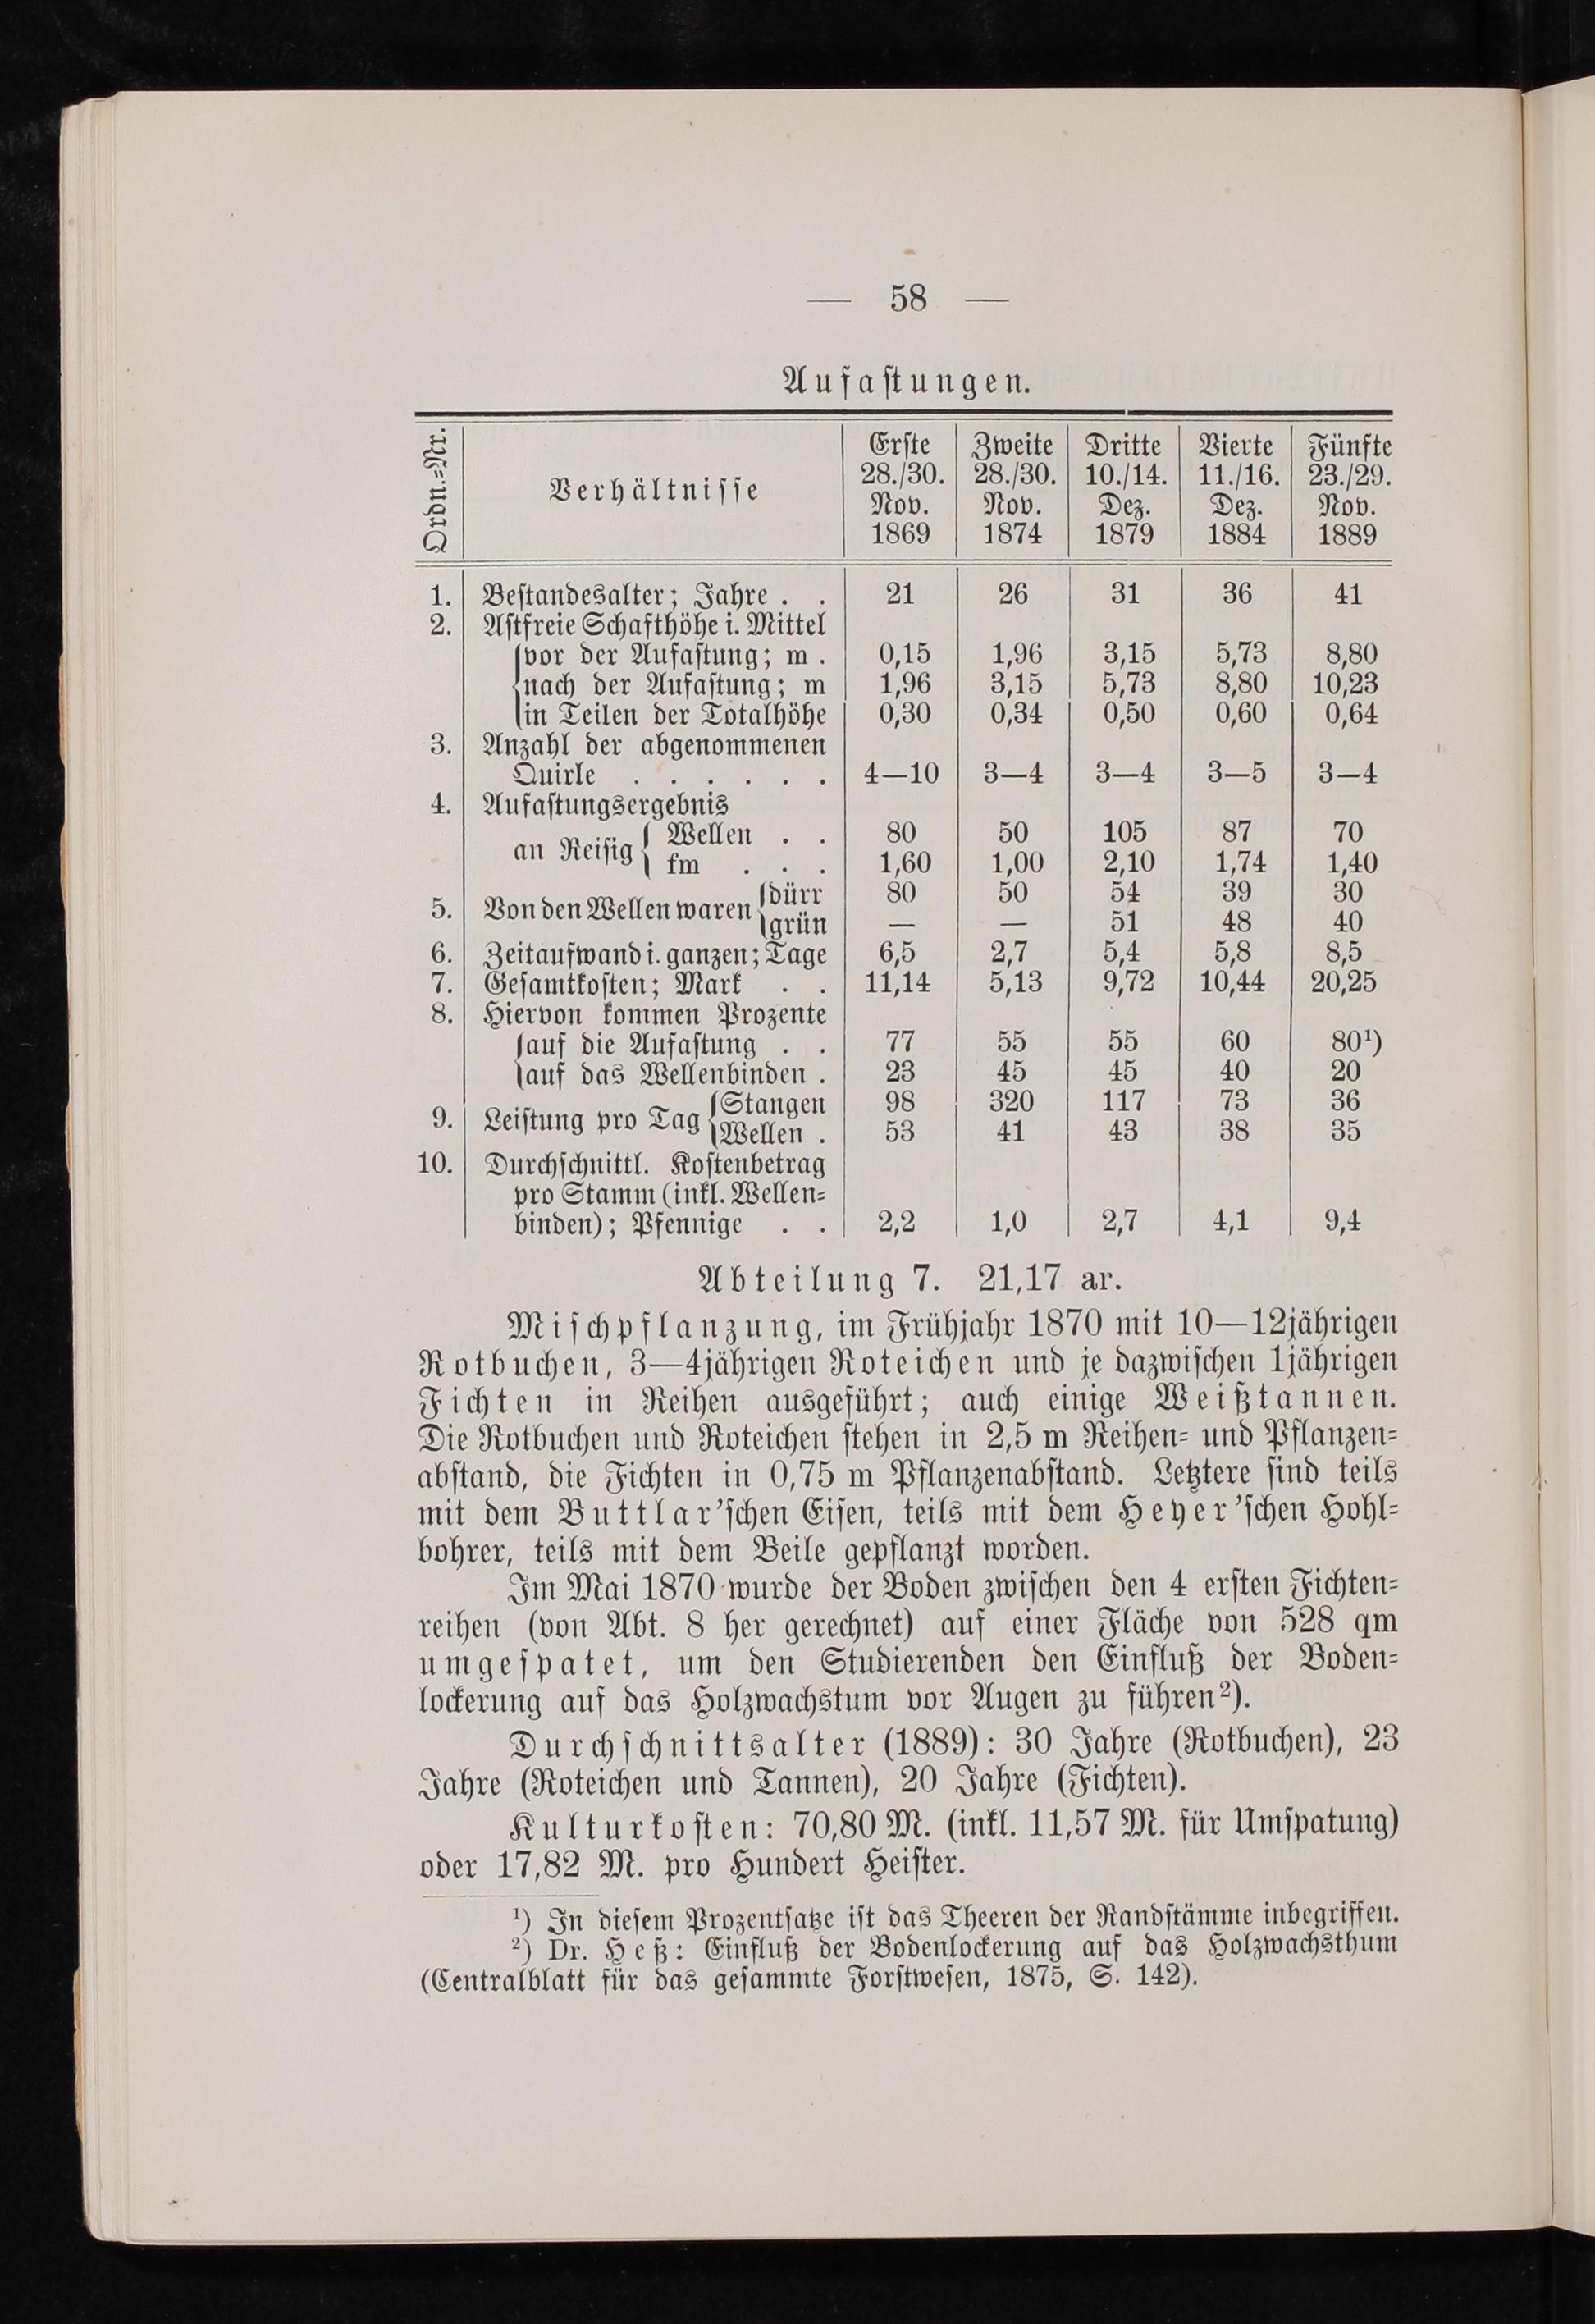 — 58 —
Aufastungen.
Ordn.=Nr. Verhältnisse Erste Zweite Dritte Vierte Fünfte
28./30. 28./30. 10./14. 11./16. 23./29.
Nov. Nov. Dez. Dez. Nov.
1869 1874 1879 1884 1889
1. Bestandesalter; Jahre . . 21 26 31 36 41
2. Astfreie Schafthöhe i. Mittel
vor der Aufastung; m . 0,15 1,96 3,15 5,73 8,80
nach der Aufastung; m 1,96 3,15 5,73 8,80 10,23
in Teilen der Totalhöhe 0,30 0,34 0,50 0,60 0,64
3. Anzahl der abgenommenen
Quirle . . . . . . 4—10 3—4 3—4 3—5 3—4
4. Aufastungsergebnis
an Reisig { Wellen . . 80 50 105 87 70
fm . . . 1,60 1,00 2,10 1,74 1,40
5. Von den Wellen waren { dürr 80 50 54 39 30
grün — — 51 48 40
6. Zeitaufwand i. ganzen; Tage 6,5 2,7 5,4 5,8 8,5
7. Gesamtkosten; Mark . . 11,14 5,13 9,72 10,44 20,25
8. Hiervon kommen Prozente
auf die Aufastung . . 77 55 55 60 80¹)
auf das Wellenbinden . 23 45 45 40 20
9. Leistung pro Tag { Stangen 98 320 117 73 36
Wellen . 53 41 43 38 35
10. Durchschnittl. Kostenbetrag
pro Stamm (inkl. Wellen=
binden); Pfennige . . 2,2 1,0 2,7 4,1 9,4
Abteilung 7. 21,17 ar.
Mischpflanzung, im Frühjahr 1870 mit 10—12jährigen
Rotbuchen, 3—4jährigen Roteichen und je dazwischen 1jährigen
Fichten in Reihen ausgeführt; auch einige Weißtannen.
Die Rotbuchen und Roteichen stehen in 2,5 m Reihen= und Pflanzen=
abstand, die Fichten in 0,75 m Pflanzenabstand. Letztere sind teils
mit dem Buttlar'schen Eisen, teils mit dem Heyer'schen Hohl=
bohrer, teils mit dem Beile gepflanzt worden.
Im Mai 1870 wurde der Boden zwischen den 4 ersten Fichten=
reihen (von Abt. 8 her gerechnet) auf einer Fläche von 528 qm
umgespatet, um den Studierenden den Einfluß der Boden=
lockerung auf das Holzwachstum vor Augen zu führen²).
Durchschnittsalter (1889): 30 Jahre (Rotbuchen), 23
Jahre (Roteichen und Tannen), 20 Jahre (Fichten).
Kulturkosten: 70,80 M. (inkl. 11,57 M. für Umspatung)
oder 17,82 M. pro Hundert Heister.
¹) In diesem Prozentsatze ist das Theeren der Randstämme inbegriffen.
²) Dr. Heß: Einfluß der Bodenlockerung auf das Holzwachsthum
(Centralblatt für das gesammte Forstwesen, 1875, S. 142).